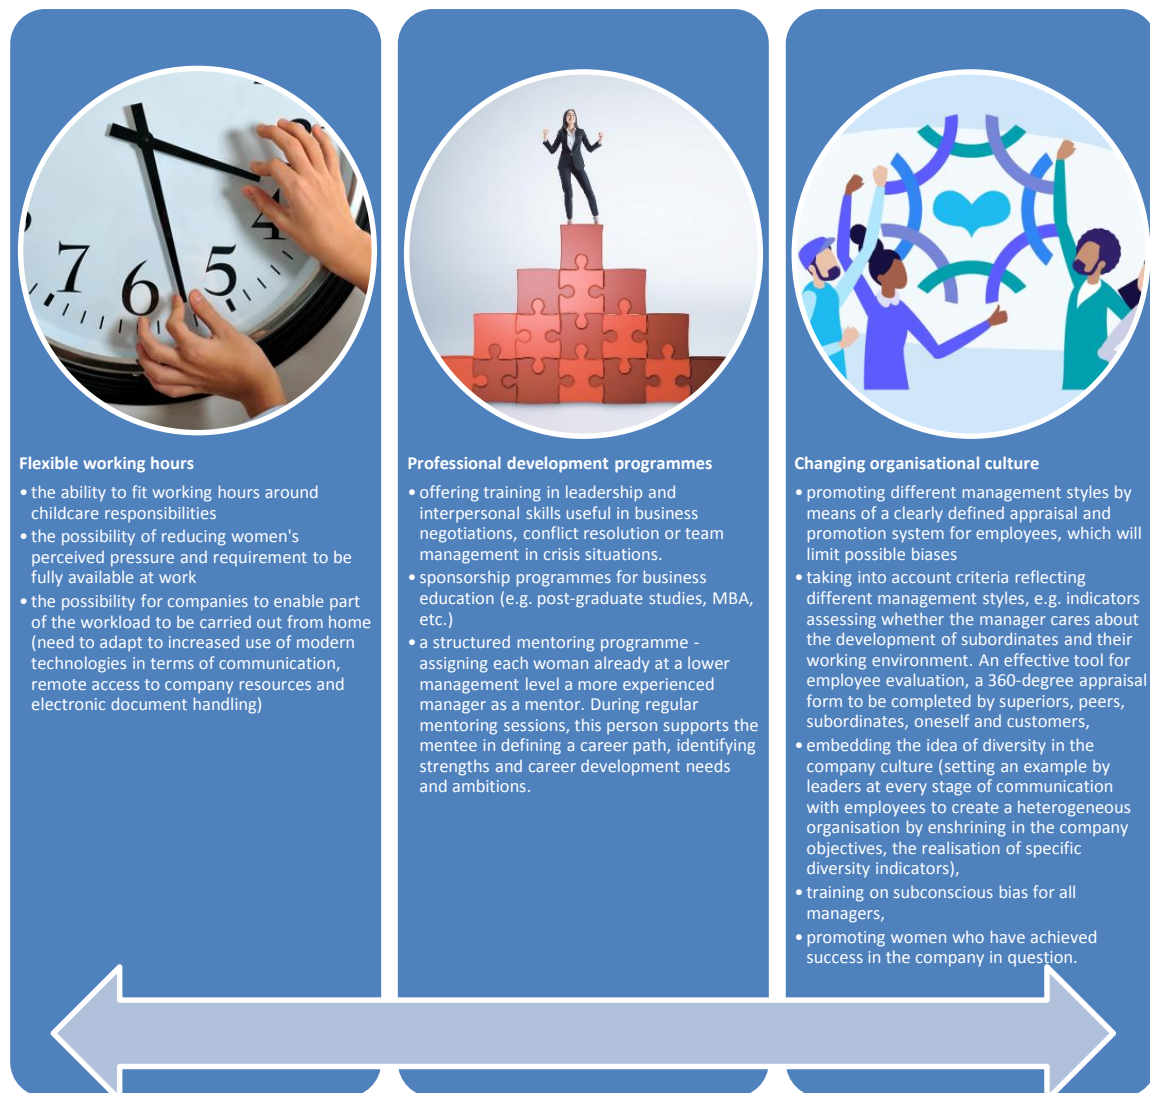 7
6
5
4
Flexible working hours
• the ability to fit working hours around
childcare responsibilities
• the possibility of reducing women's
perceived pressure and requirement to be
fully available at work
• the possibility for companies to enable part
of the workload to be carried out from home
(need to adapt to increased use of modern
technologies in terms of communication,
remote access to company resources and
electronic document handling)
Professional development programmes
• offering training in leadership and
interpersonal skills useful in business
negotiations, conflict resolution or team
management in crisis situations.
• sponsorship programmes for business
education (e.g. post-graduate studies, MBA,
etc.)
• a structured mentoring programme -
assigning each woman already at a lower
management level a more experienced
manager as a mentor. During regular
mentoring sessions, this person supports the
mentee in defining a career path, identifying
strengths and career development needs
and ambitions.
Changing organisational culture
• promoting different management styles by
means of a clearly defined appraisal and
promotion system for employees, which will
limit possible biases
• taking into account criteria reflecting
different management styles, e.g. indicators
assessing whether the manager cares about
the development of subordinates and their
working environment. An effective tool for
employee evaluation, a 360-degree appraisal
form to be completed by superiors, peers,
subordinates, oneself and customers,
• embedding the idea of diversity in the
company culture (setting an example by
leaders at every stage of communication
with employees to create a heterogeneous
organisation by enshrining in the company
objectives, the realisation of specific
diversity indicators),
• training on subconscious bias for all
managers,
• promoting women who have achieved
success in the company in question.